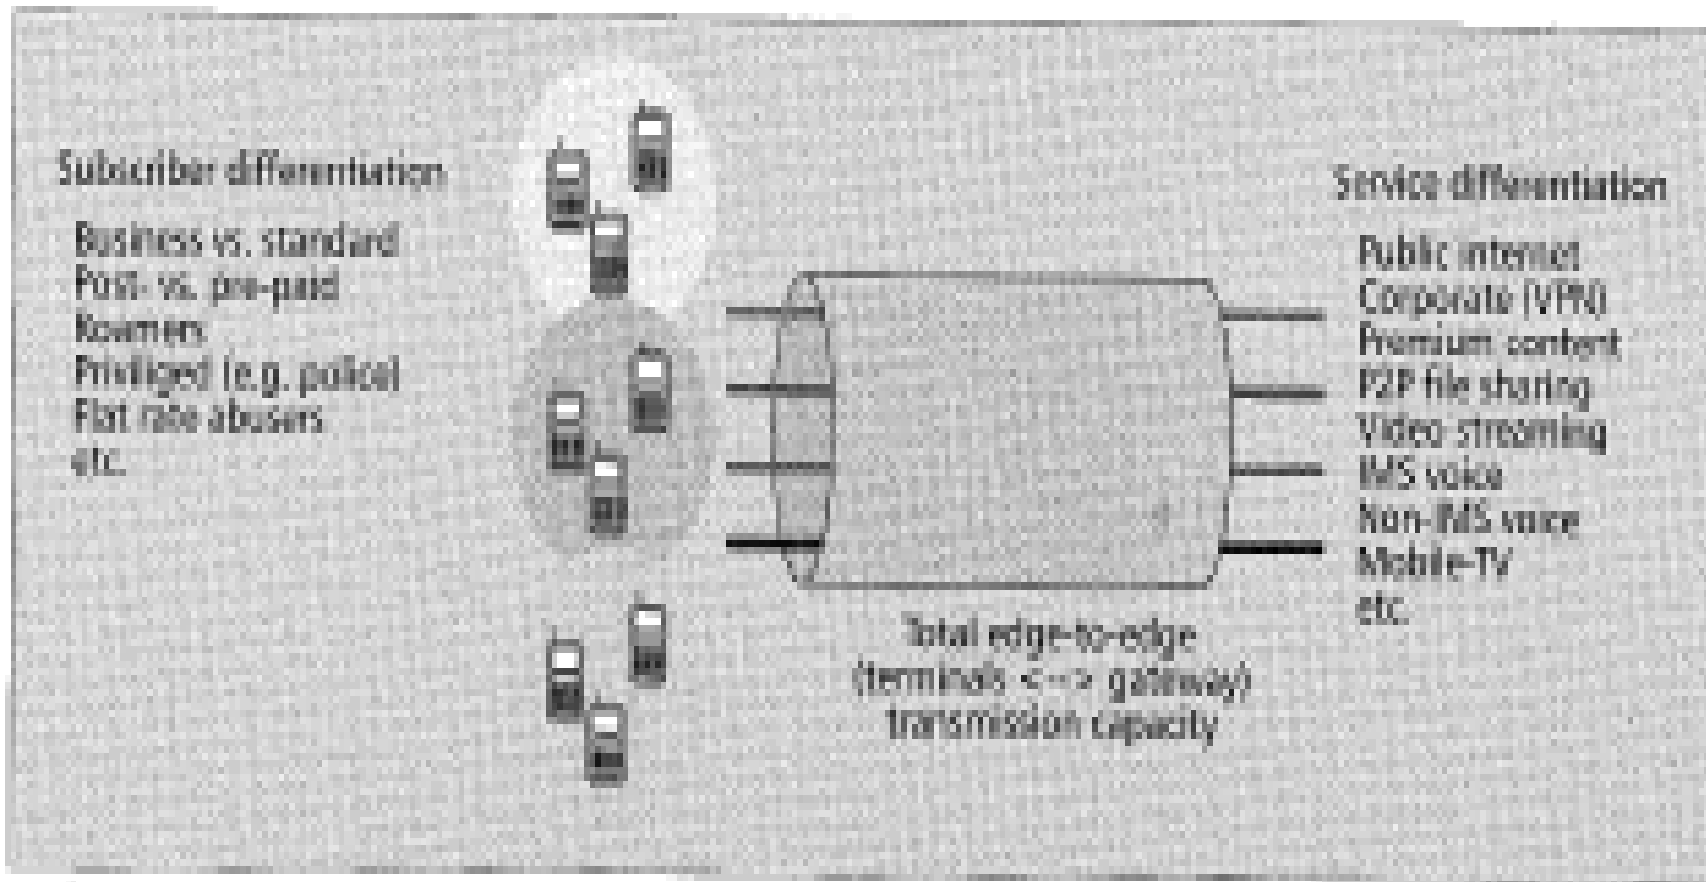 Subscriber differentiation
Business vs. standard
Post- vs. pre-paid
Roamers
Priviliged (e.g. police)
Flat rate abusers
etc.
Total edge-to-edge
(terminals <--> gateway)
transmission capacity
Service differentiation
Public internet
Corporate (VPN)
Premium content
P2P file sharing
Video streaming
IMS voice
Non-IMS voice
Mobile-TV
etc.